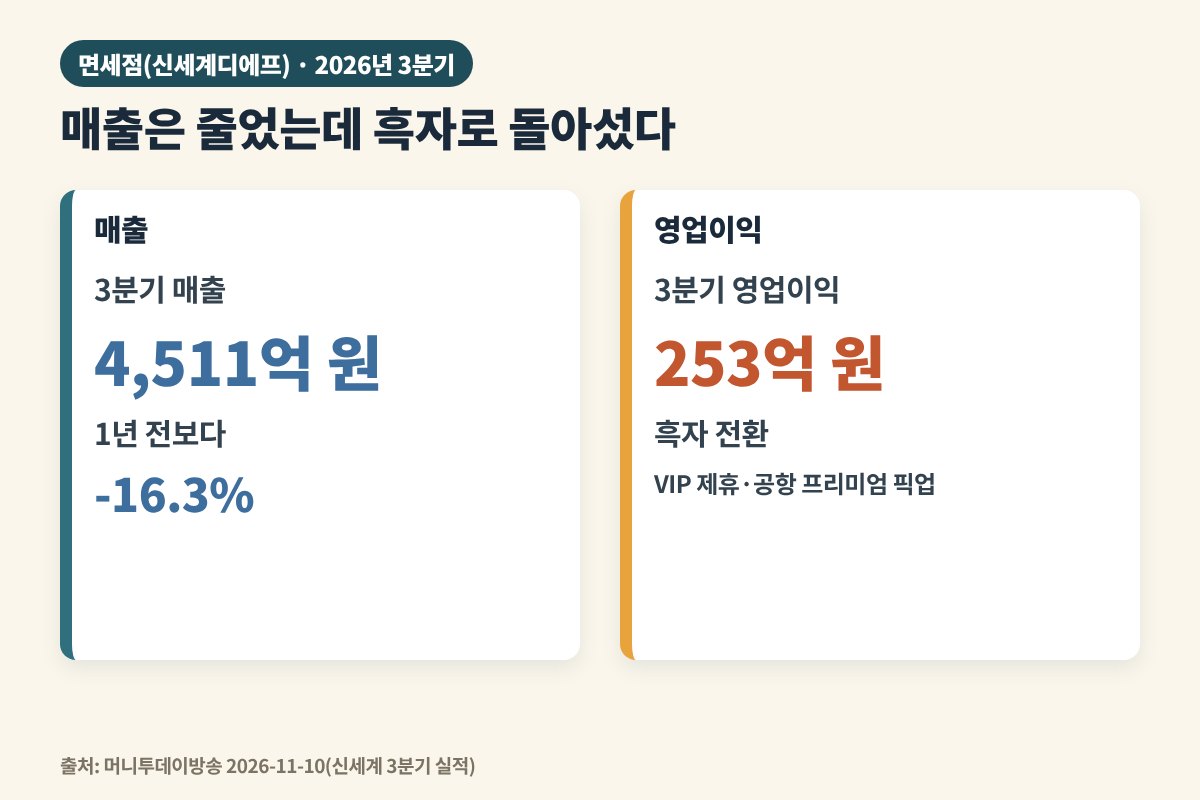 면세점(신세계디에프) · 2026년 3분기
매출은 줄었는데 흑자로 돌아섰다
매출
3분기 매출
4,511억 원
1년 전보다
-16.3%
영업이익
3분기 영업이익
253억 원
흑자 전환
VIP 제휴·공항 프리미엄 픽업
출처: 머니투데이방송 2026-11-10(신세계 3분기 실적)